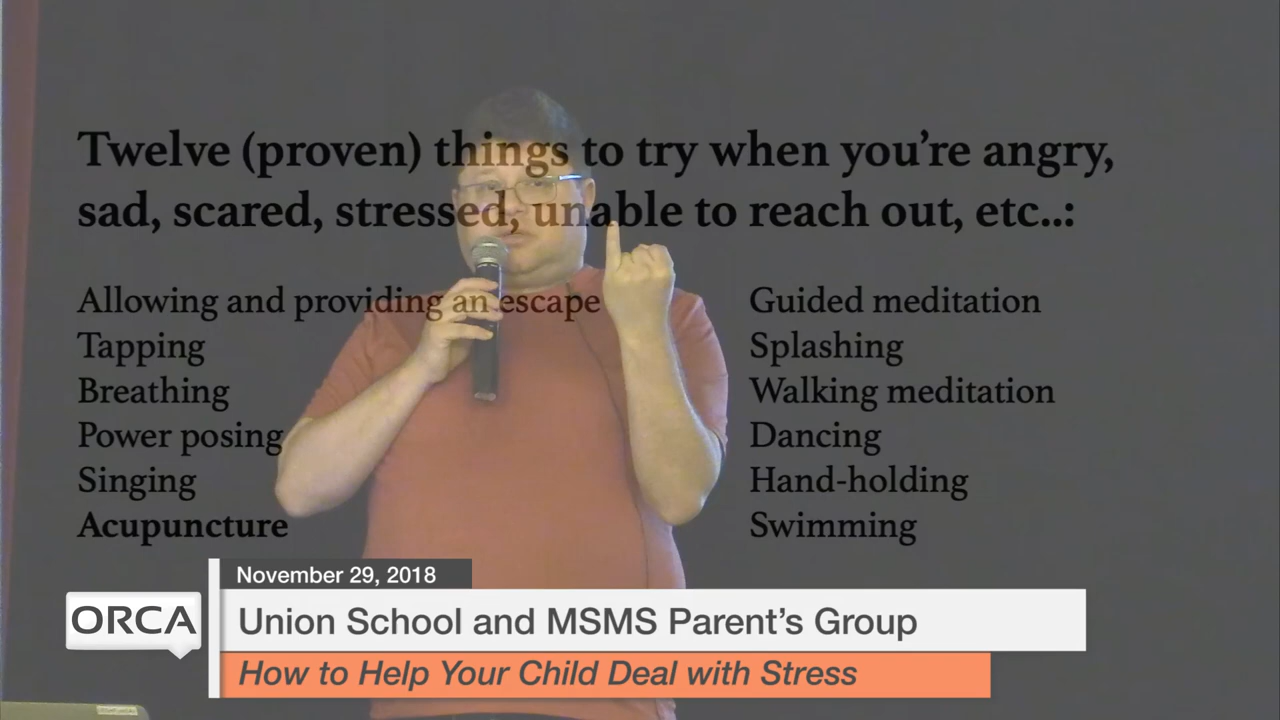 Twelve (proven) things to try when you’re angry,
sad, scared, stressed, unable to reach out, etc..:
Allowing and providing an escape
Tapping
Breathing
Power posing
Singing
Acupuncture
Guided meditation
Splashing
Walking meditation
Dancing
Hand-holding
Swimming
November 29, 2018
ORCA
Union School and MSMS Parent’s Group
How to Help Your Child Deal with Stress